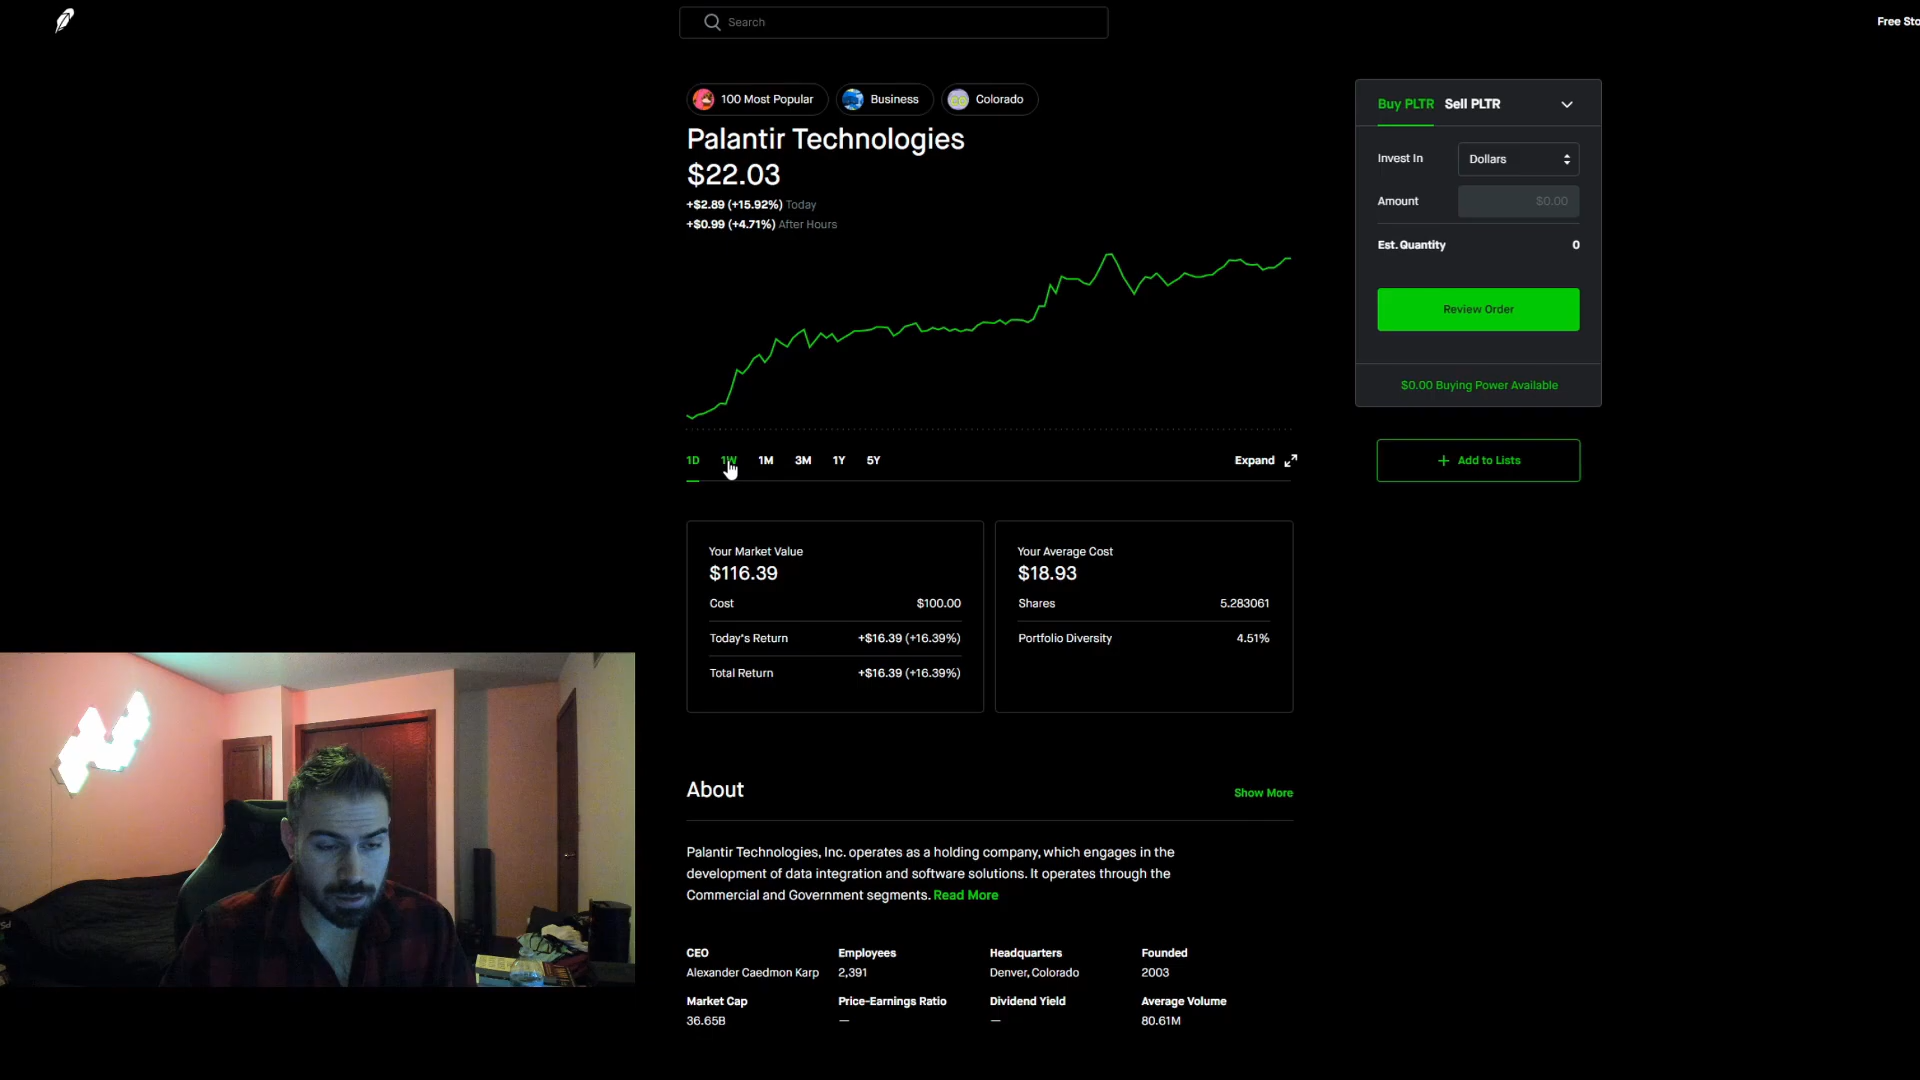 Search
Free Sto
100 Most Popular
Business
Colorado
Palantir Technologies
$22.03
+$2.89 (+15.92%) Today
+$0.99 (+4.71%) After Hours
Buy PLTR
Sell PLTR
Invest In
Dollars
Amount
$0.00
Est. Quantity
0
Review Order
$0.00 Buying Power Available
1D
1W
1M
3M
1Y
5Y
Expand
+ Add to Lists
Your Market Value
$116.39
Cost
$100.00
Today's Return
+$16.39 (+16.39%)
Total Return
+$16.39 (+16.39%)
Your Average Cost
$18.93
Shares
5.283061
Portfolio Diversity
4.51%
About
Show More
Palantir Technologies, Inc. operates as a holding company, which engages in the
development of data integration and software solutions. It operates through the
Commercial and Government segments. Read More
CEO
Alexander Caedmon Karp
Employees
2,391
Headquarters
Denver, Colorado
Founded
2003
Market Cap
36.65B
Price-Earnings Ratio
—
Dividend Yield
—
Average Volume
80.61M